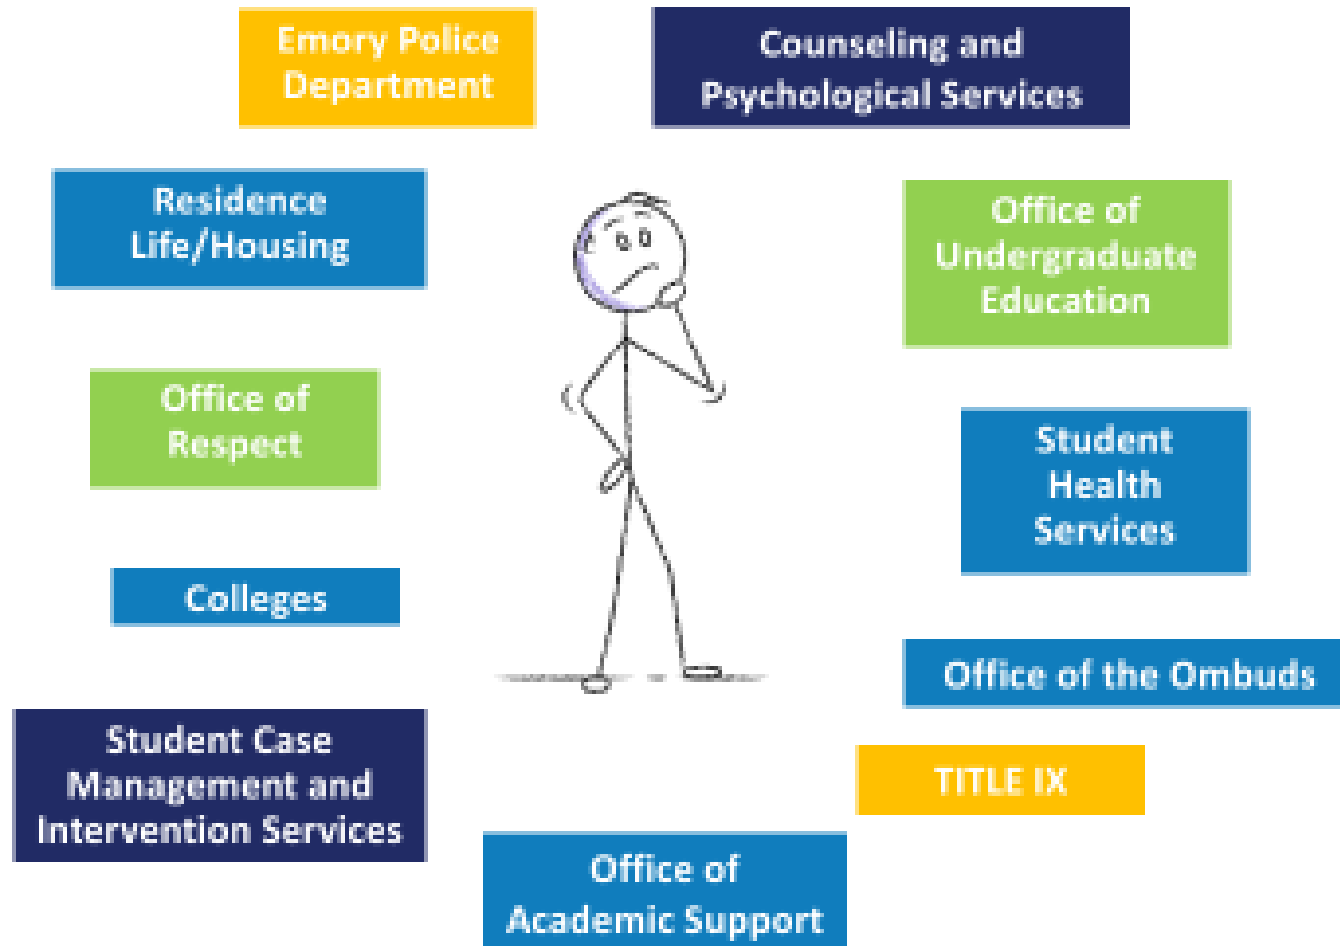 Emory Police
Department
Counseling and
Psychological Services
Residence
Life/Housing
Office of
Undergraduate
Education
Office of
Respect
Student
Health
Services
Colleges
Office of the Ombuds
Student Case
Management and
Intervention Services
TITLE IX
Office of
Academic Support